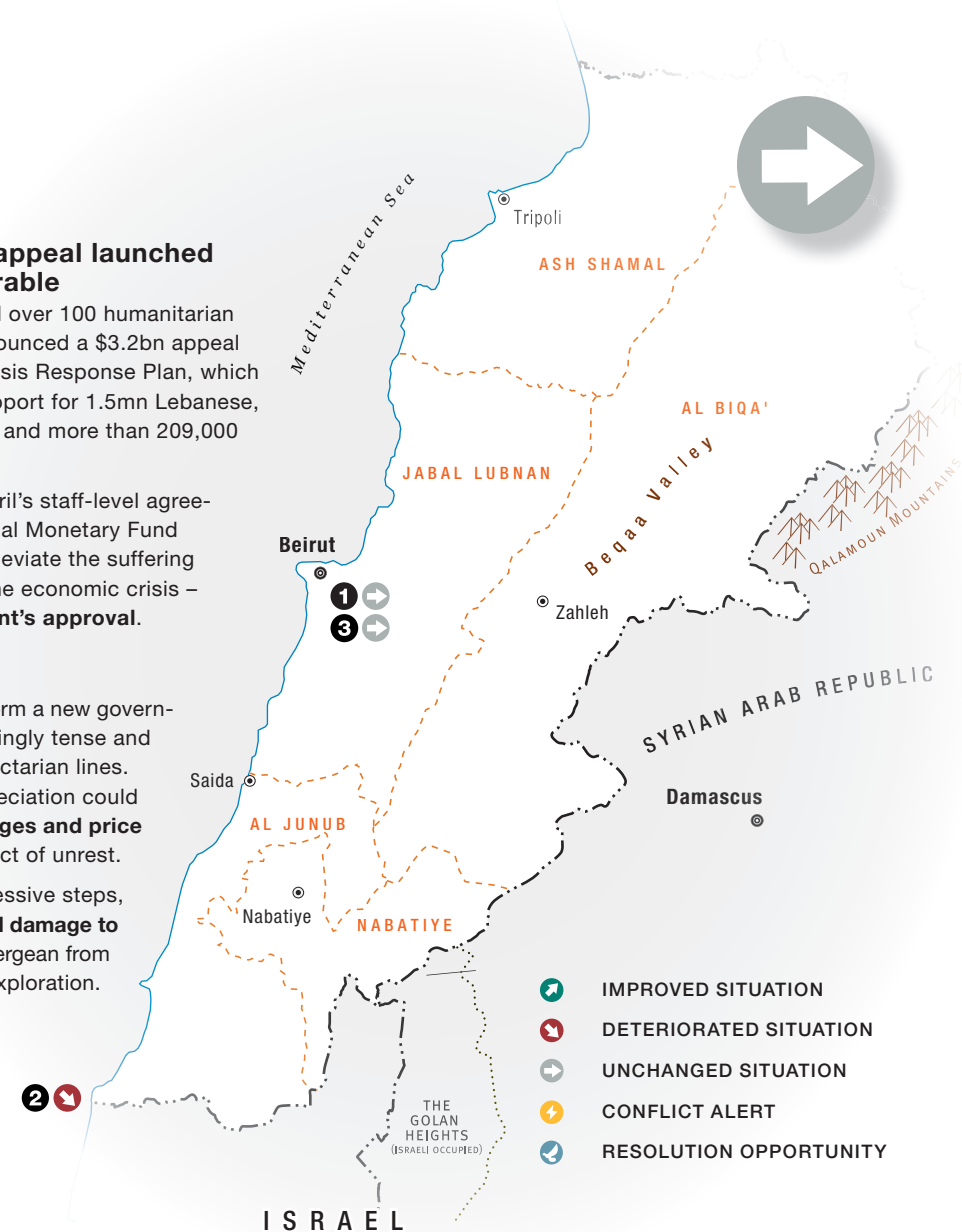 appeal launched
rable
over 100 humanitarian
ounced a $3.2bn appeal
sis Response Plan, which
pport for 1.5mn Lebanese,
and more than 209,000
ril's staff-level agree-
al Monetary Fund
eviate the suffering
ne economic crisis –
nt's approval.
rm a new govern-
ingly tense and
ctarian lines.
eciation could
ges and price
ct of unrest.
essive steps,
l damage to
ergean from
xploration.
Mediterranean Sea
Tripoli
ASH SHAMAL
AL BIQA'
JABAL LUBNAN
Beqaa Valley
QALAMOUN MOUNTAINS
Beirut
1
3
Zahleh
SYRIAN ARAB REPUBLIC
Saida
Damascus
AL JUNUB
Nabatiye
NABATIYE
2
THE
GOLAN
HEIGHTS
(ISRAELI OCCUPIED)
ISRAEL
IMPROVED SITUATION
DETERIORATED SITUATION
UNCHANGED SITUATION
CONFLICT ALERT
RESOLUTION OPPORTUNITY